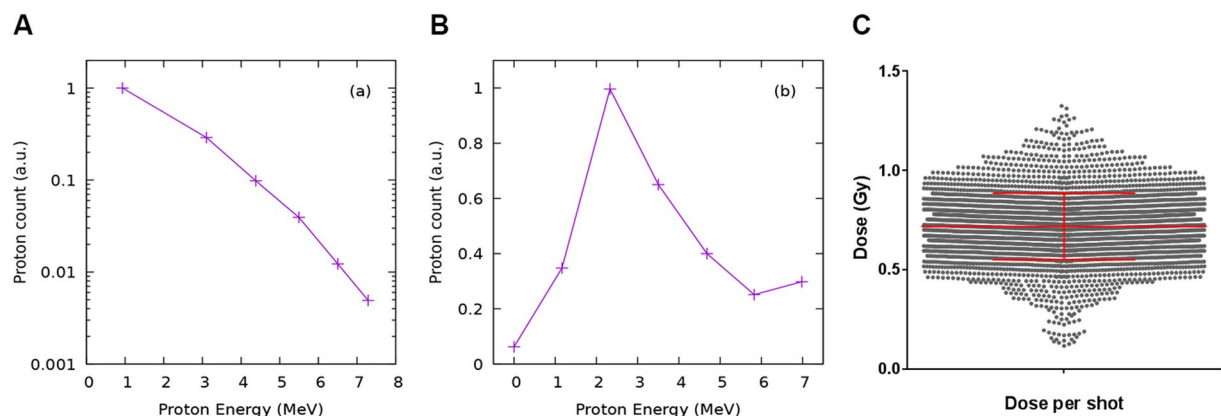 A
(a)
Proton count (a.u.)
1
0.1
0.01
0.001
0 1 2 3 4 5 6 7 8
Proton Energy (MeV)
B
(b)
Proton count (a.u.)
1
0.8
0.6
0.4
0.2
0
0 1 2 3 4 5 6 7
Proton Energy (MeV)
C
Dose (Gy)
1.5
1.0
0.5
0.0
Dose per shot